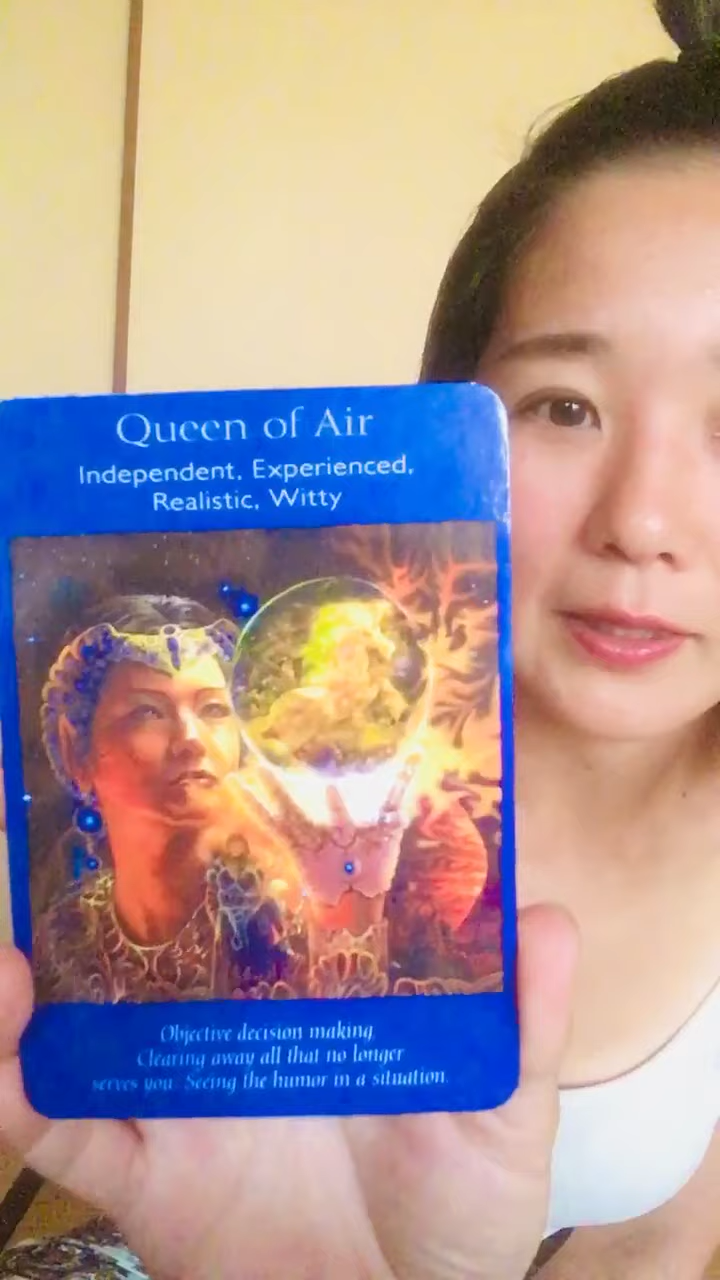 Queen of Air
Independent, Experienced,
Realistic, Witty
Objective decision making.
Clearing away all that no longer
serves you. Seeing the humor in a situation.